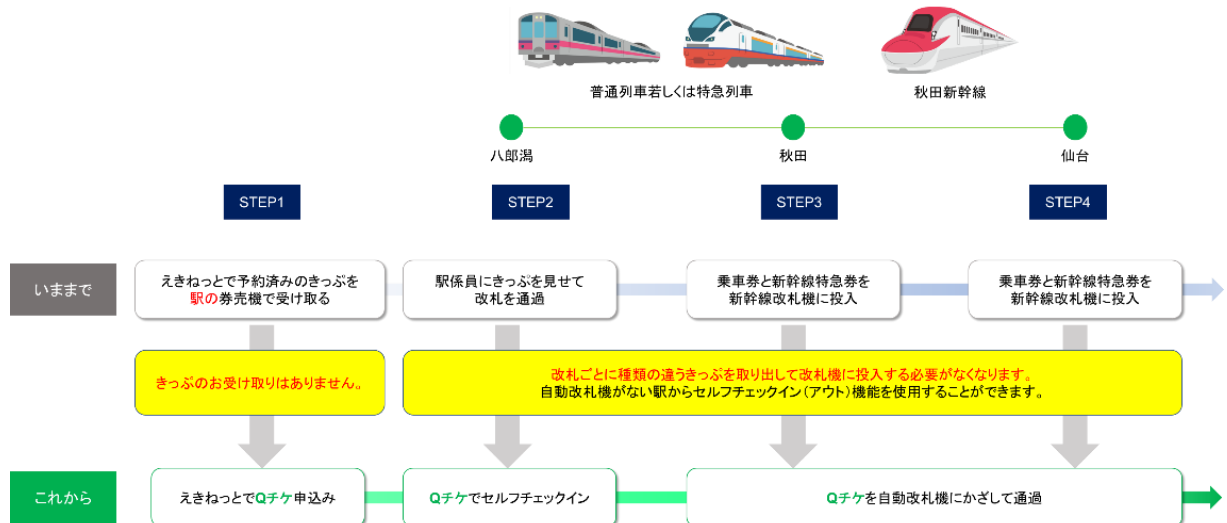 普通列車若しくは特急列車
秋田新幹線
八郎潟
秋田
仙台
STEP1
STEP2
STEP3
STEP4
いままで
えきねっとで予約済みのきっぷを
駅の券売機で受け取る
駅係員にきっぷを見せて
改札を通過
乗車券と新幹線特急券を
新幹線改札機に投入
乗車券と新幹線特急券を
新幹線改札機に投入
きっぷのお受け取りはありません。
改札ごとに種類の違うきっぷを取り出して改札機に投入する必要がなくなります。
自動改札機がない駅からセルフチェックイン(アウト)機能を使用することができます。
これから
えきねっとでQチケ申込み
Qチケでセルフチェックイン
Qチケを自動改札機にかざして通過